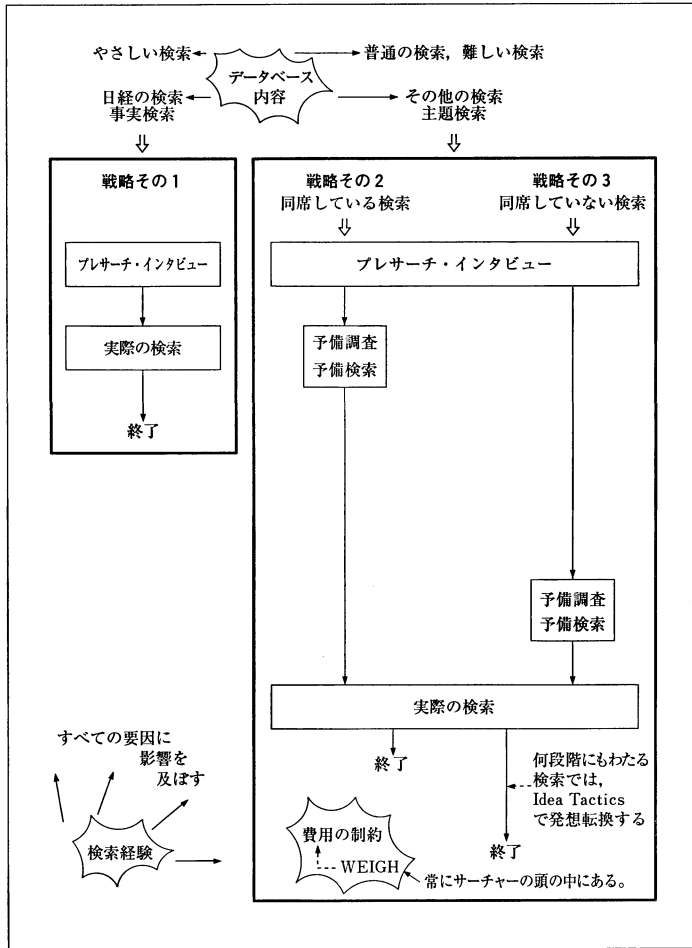 やさしい検索
普通の検索，難しい検索
データベース
内容
日経の検索
事実検索
その他の検索
主題検索
戦略その1
プレサーチ・インタビュー
実際の検索
終了
戦略その2
同席している検索
戦略その3
同席していない検索
プレサーチ・インタビュー
予備調査
予備検索
予備調査
予備検索
実際の検索
終了
何段階にもわたる
検索では，
Idea Tactics
で発想転換する
終了
費用の制約
WEIGH
常にサーチャーの頭の中にある。
すべての要因に
影響を
及ぼす
検索経験